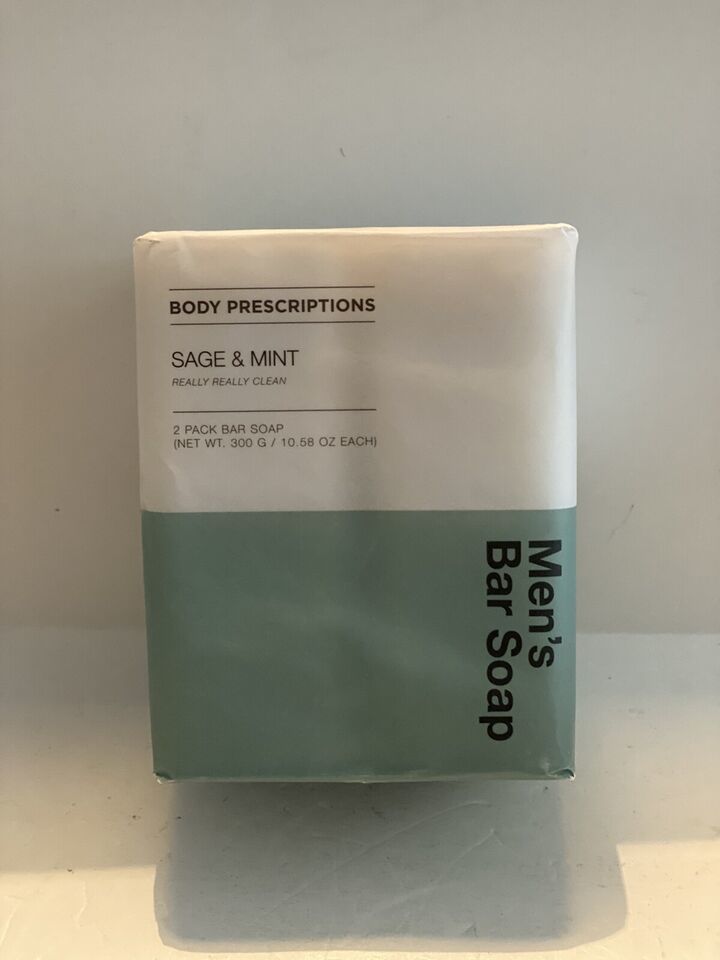 BODY PRESCRIPTIONS
SAGE & MINT
REALLY REALLY CLEAN
2 PACK BAR SOAP
(NET WT. 300 G / 10.58 OZ EACH)
Men's
Bar Soap